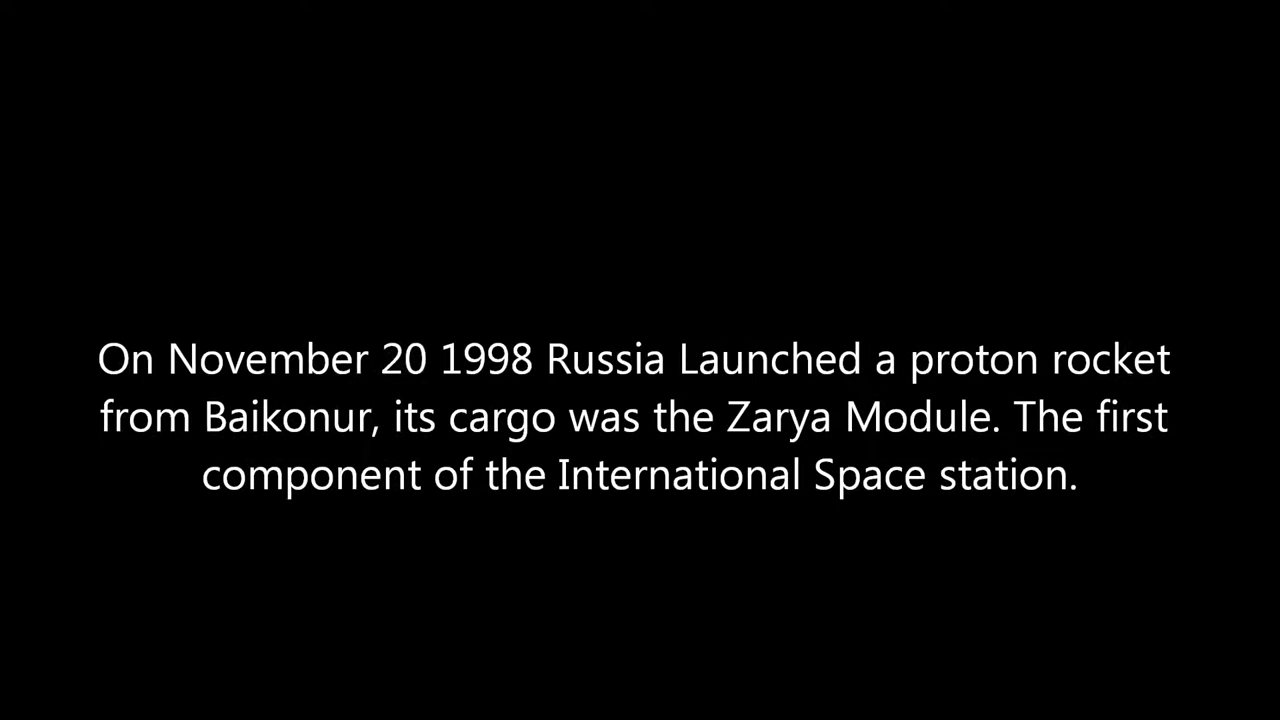 On November 20 1998 Russia Launched a proton rocket
from Baikonur, its cargo was the Zarya Module. The first
component of the International Space station.